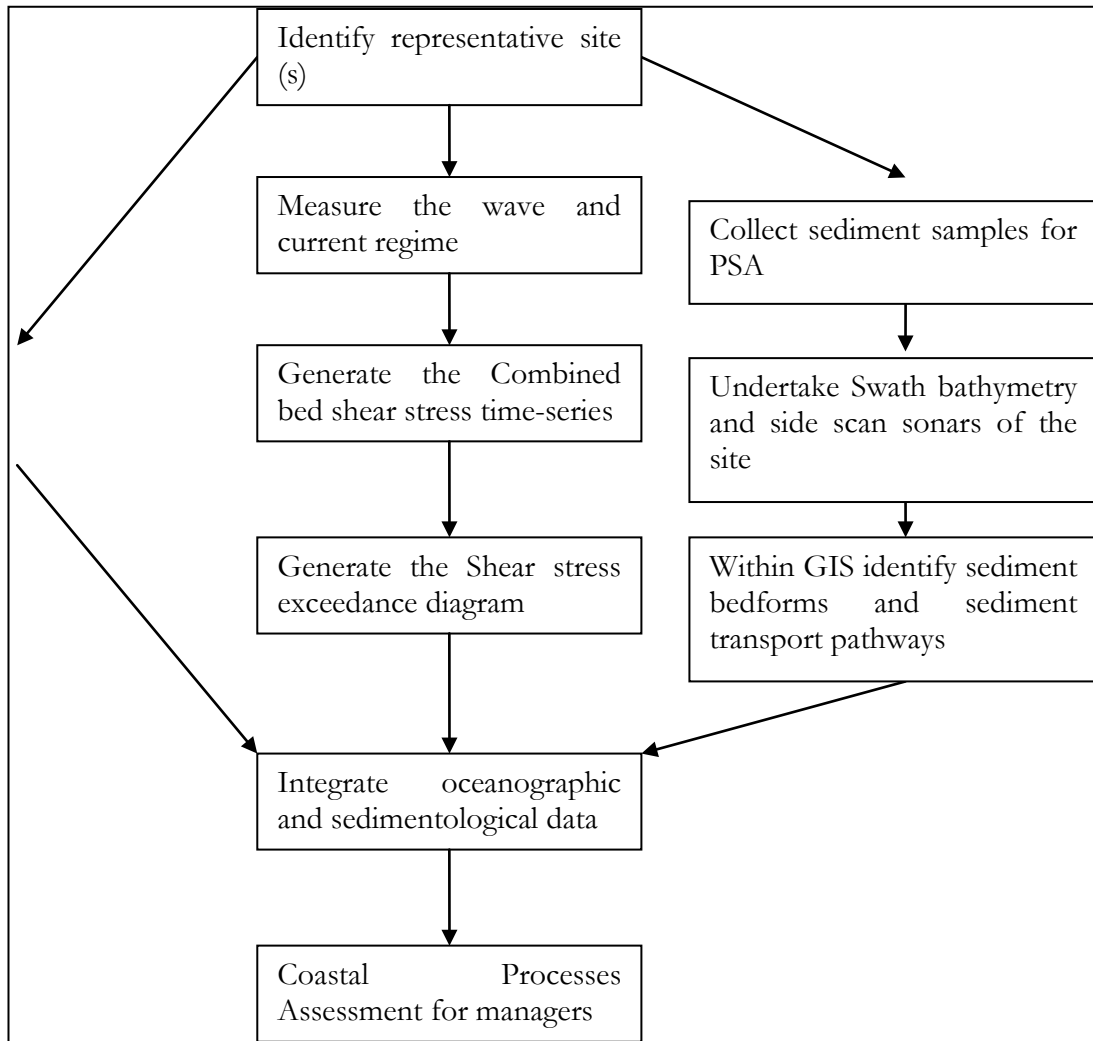 Identify representative site
(s)
Measure the wave and
current regime
Collect sediment samples for
PSA
Generate the Combined
bed shear stress time-series
Undertake Swath bathymetry
and side scan sonars of the
site
Generate the Shear stress
exceedance diagram
Within GIS identify sediment
bedforms and sediment
transport pathways
Integrate oceanographic
and sedimentological data
Coastal Processes
Assessment for managers